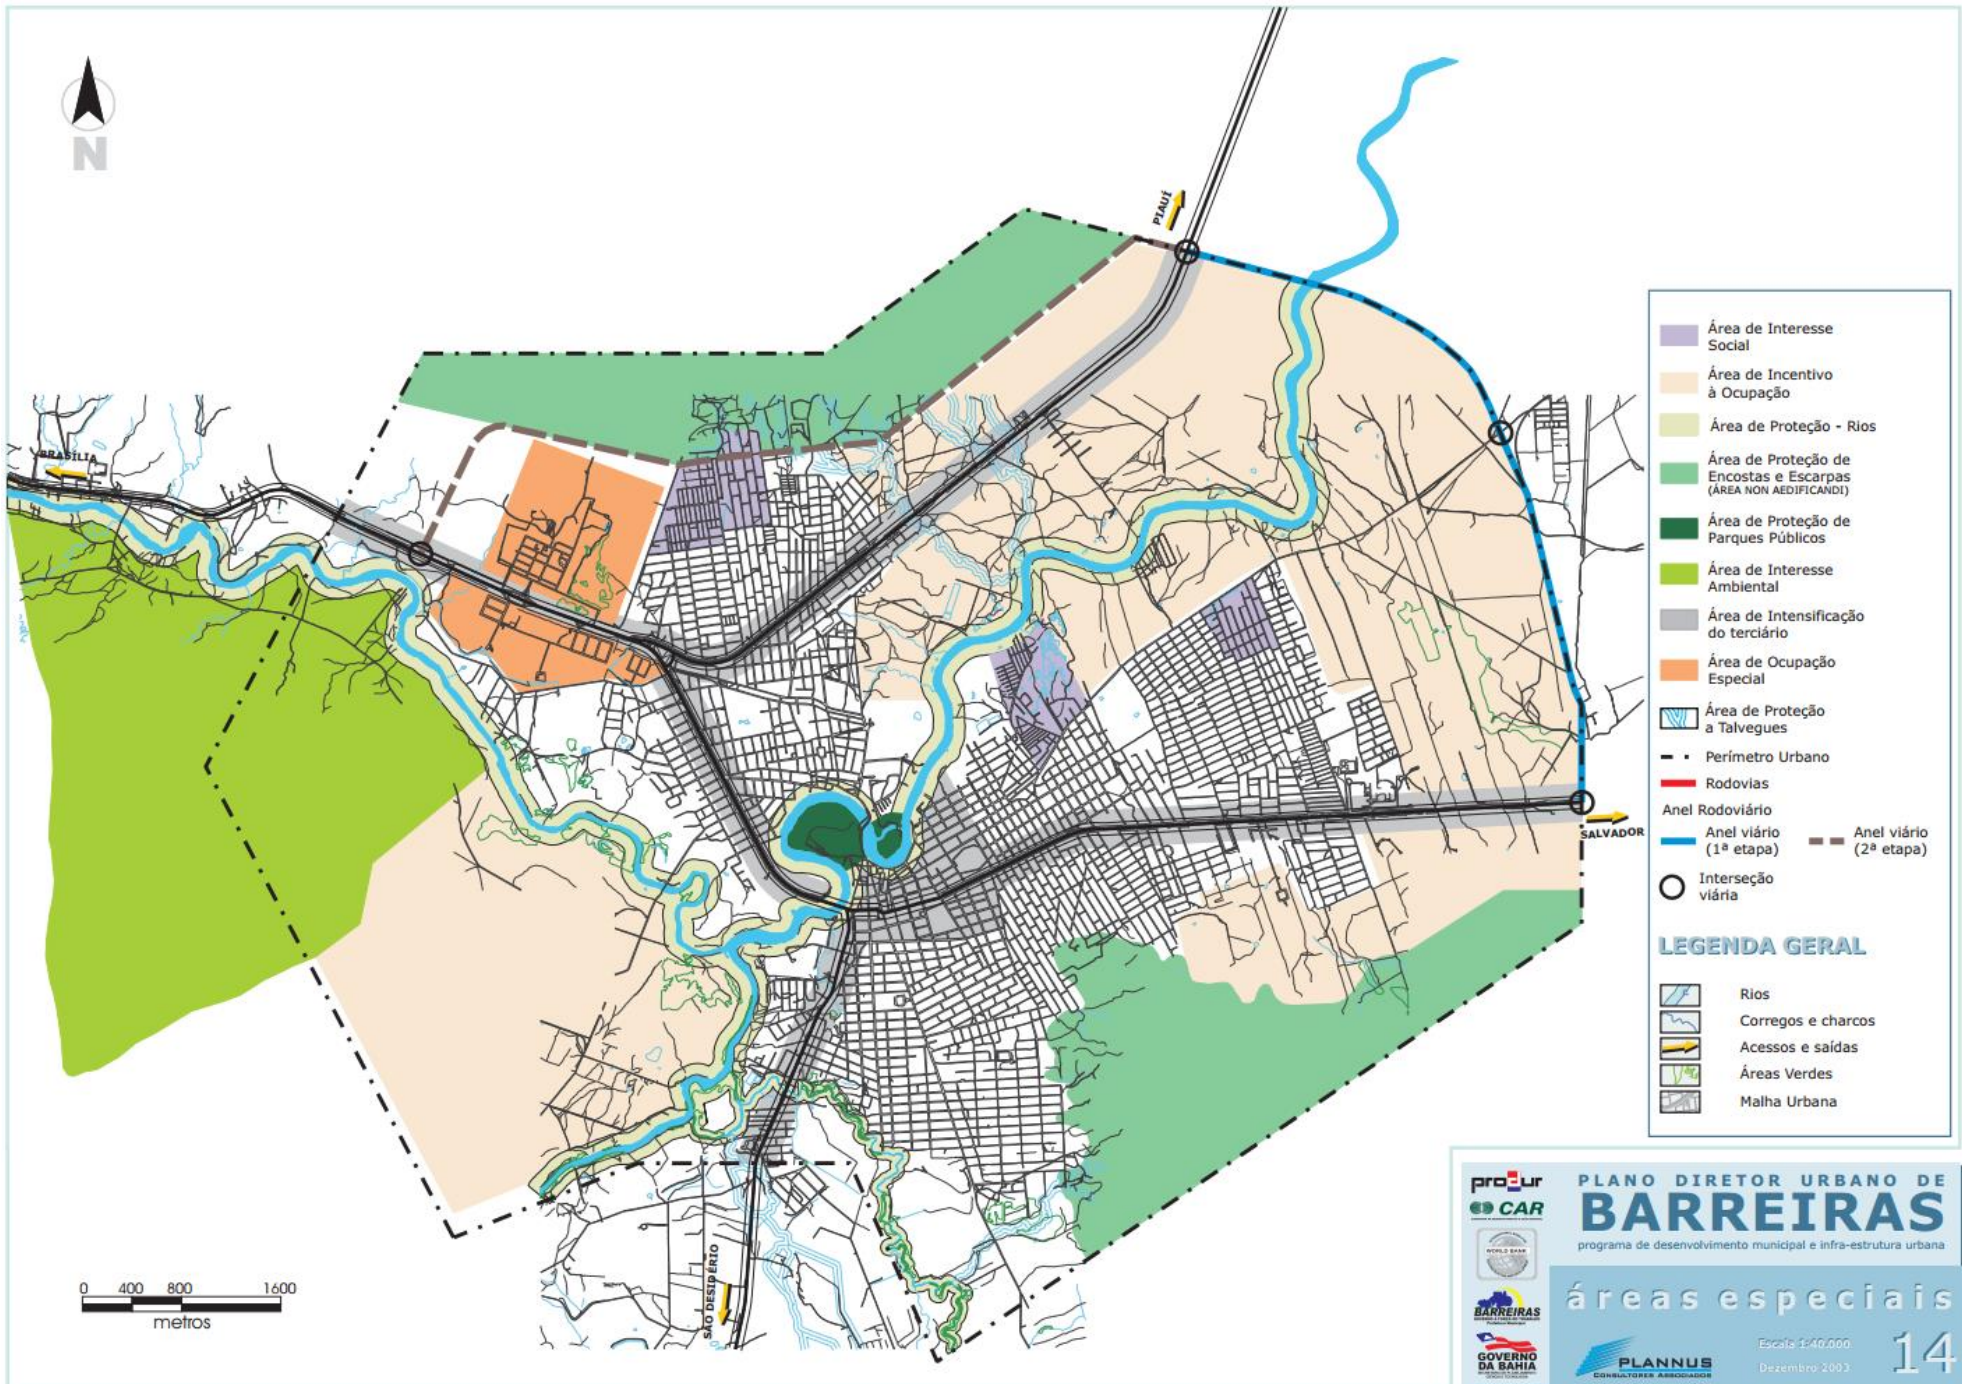 N
PIAUÍ
BRASÍLIA
SALVADOR
SÃO DESIDÉRIO
0 400 800 1600
metros
Área de Interesse
Social
Área de Incentivo
à Ocupação
Área de Proteção - Rios
Área de Proteção de
Encostas e Escarpas
(ÁREA NON AEDIFICANDI)
Área de Proteção de
Parques Públicos
Área de Interesse
Ambiental
Área de Intensificação
do terciário
Área de Ocupação
Especial
Área de Proteção
a Talvegues
Perímetro Urbano
Rodovias
Anel Rodoviário
Anel viário
(1ª etapa)
Anel viário
(2ª etapa)
Interseção
viária
LEGENDA GERAL
Rios
Corregos e charcos
Acessos e saídas
Áreas Verdes
Malha Urbana
produr
CAR
WORLD BANK
BARREIRAS
GOVERNO
DA BAHIA
PLANO DIRETOR URBANO DE
BARREIRAS
programa de desenvolvimento municipal e infra-estrutura urbana
áreas especiais
PLANNUS
CONSULTORES ASSOCIADOS
Escala 1:40.000
Dezembro 2003
14